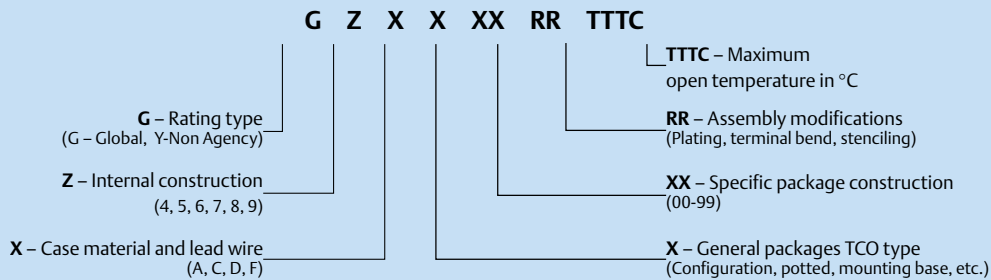 G Z X X XX RR TTTC
TTTC – Maximum
open temperature in °C
G – Rating type
(G – Global, Y-Non Agency)
RR – Assembly modifications
(Plating, terminal bend, stenciling)
Z – Internal construction
(4, 5, 6, 7, 8, 9)
XX – Specific package construction
(00-99)
X – Case material and lead wire
(A, C, D, F)
X – General packages TCO type
(Configuration, potted, mounting base, etc.)